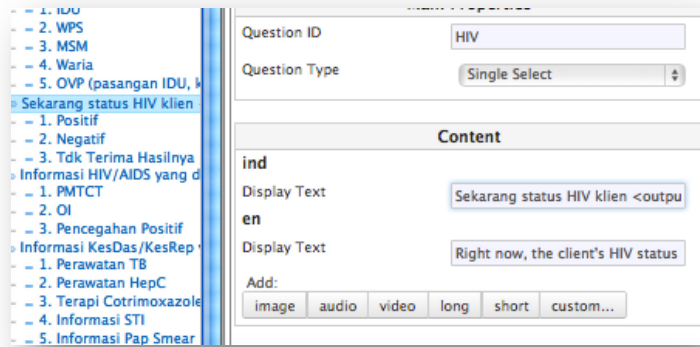 1. IDU
2. WPS
3. MSM
4. Waria
5. OVP (pasangan IDU,
Sekarang status HIV klien
1. Positif
2. Negatif
3. Tdk Terima Hasilnya
Informasi HIV/AIDS yang d
1. PMTCT
2. OI
3. Pencegahan Positif
Informasi KesDas/KesRep
1. Perawatan TB
2. Perawatan HepC
3. Terapi Cotrimoxazole
4. Informasi STI
5. Informasi Pap Smear
Question ID
HIV
Question Type
Single Select
Content
ind
Display Text
Sekarang status HIV klien <outpu
en
Display Text
Right now, the client's HIV status
Add:
image audio video long short custom...